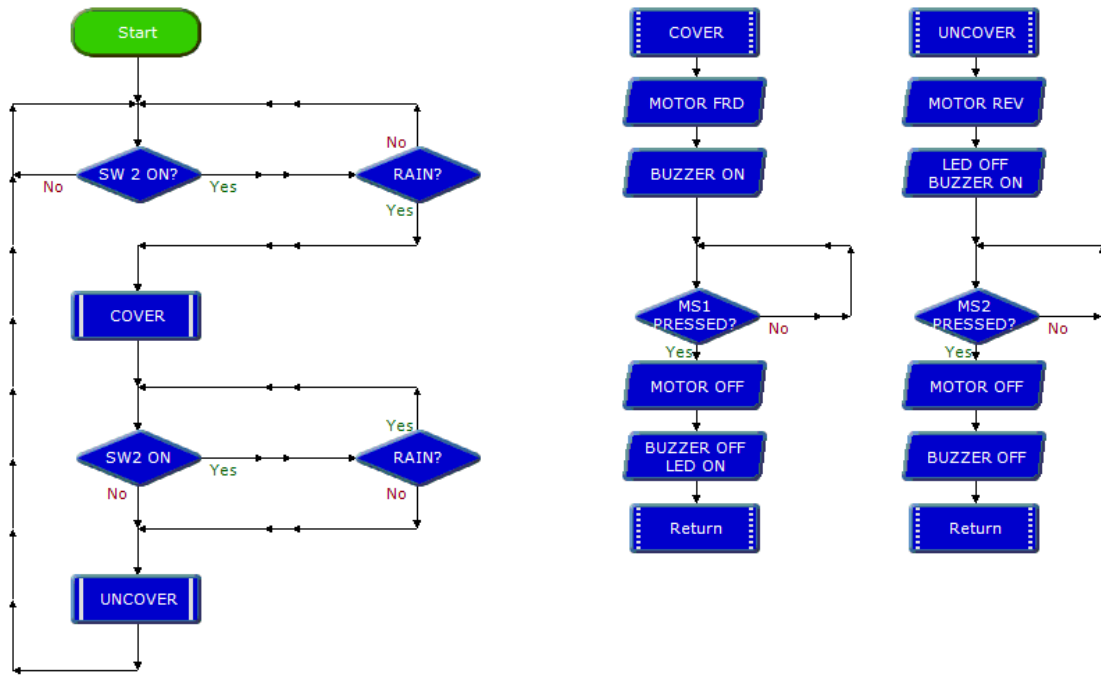 Start
No
SW 2 ON?
Yes
RAIN?
No
Yes
COVER
Yes
SW2 ON
Yes
RAIN?
No
No
UNCOVER
COVER
MOTOR FRD
BUZZER ON
MS1
PRESSED?
No
Yes
MOTOR OFF
BUZZER OFF
LED ON
Return
UNCOVER
MOTOR REV
LED OFF
BUZZER ON
MS2
PRESSED?
No
Yes
MOTOR OFF
BUZZER OFF
Return